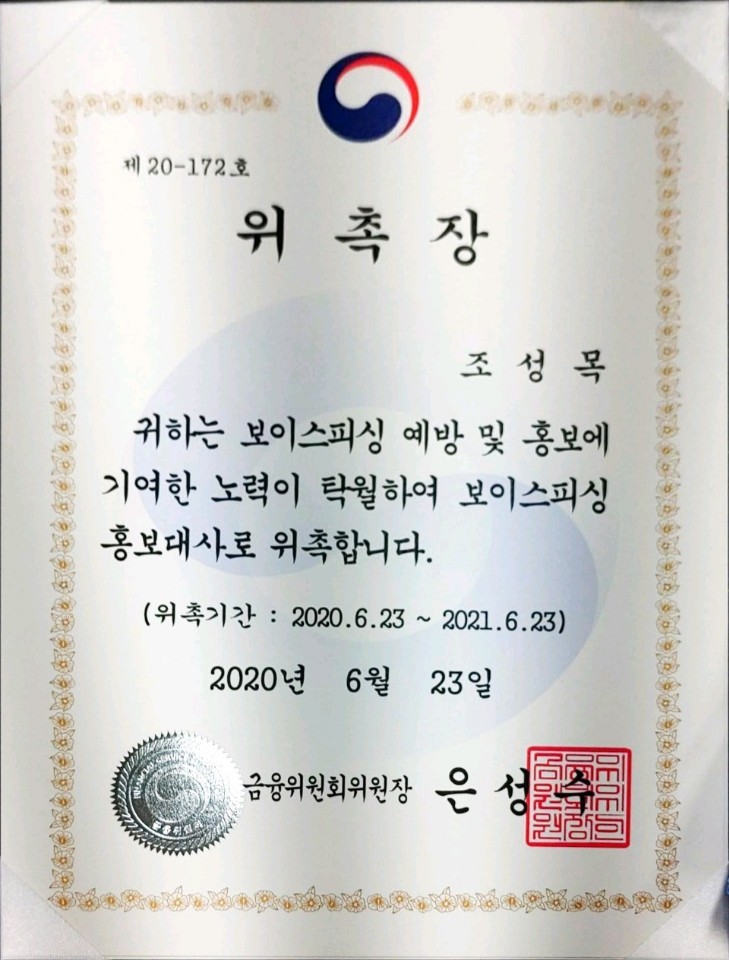 제 20-172 호
위 촉 장
조 성 목
귀하는 보이스피싱 예방 및 홍보에
기여한 노력이 탁월하여 보이스피싱
홍보대사로 위촉합니다.
(위촉기간 : 2020.6.23 ~ 2021.6.23)
2020년 6월 23일
금융위원회위원장 은 성 수